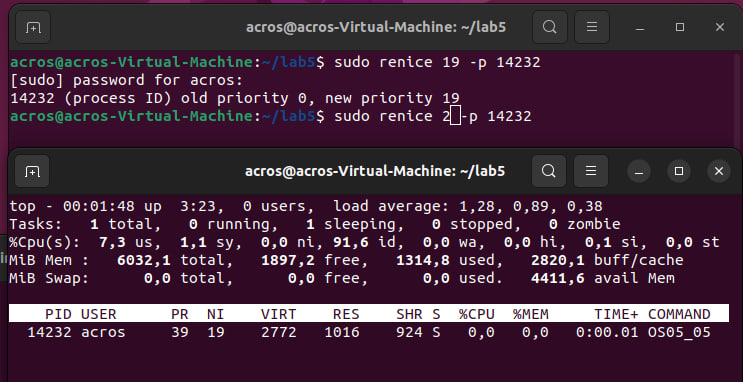 acros@acros-Virtual-Machine: ~/lab5
acros@acros-Virtual-Machine:~/lab5$ sudo renice 19 -p 14232
[sudo] password for acros:
14232 (process ID) old priority 0, new priority 19
acros@acros-Virtual-Machine:~/lab5$ sudo renice 2 -p 14232
acros@acros-Virtual-Machine: ~/lab5
top - 00:01:48 up  3:23,  0 users,  load average: 1,28, 0,89, 0,38
Tasks:   1 total,   0 running,   1 sleeping,   0 stopped,   0 zombie
%Cpu(s):  7,3 us,  1,1 sy,  0,0 ni, 91,6 id,  0,0 wa,  0,0 hi,  0,1 si,  0,0 st
MiB Mem :   6032,1 total,   1897,2 free,   1314,8 used,   2820,1 buff/cache
MiB Swap:      0,0 total,      0,0 free,      0,0 used.   4411,6 avail Mem
PID USER      PR  NI    VIRT    RES    SHR S  %CPU  %MEM     TIME+ COMMAND
14232 acros     39  19    2772   1016    924 S   0,0   0,0   0:00.01 OS05_05